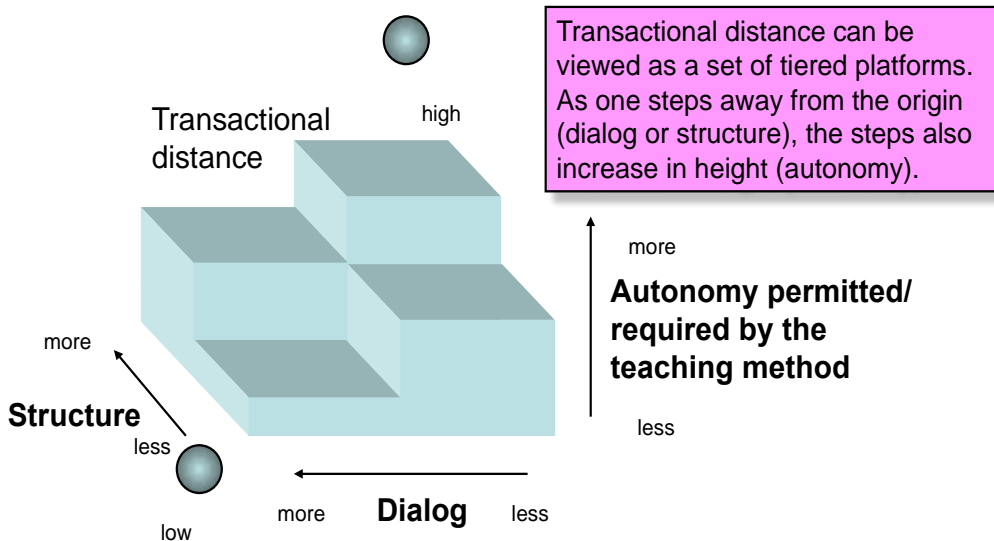 Transactional distance can be
viewed as a set of tiered platforms.
As one steps away from the origin
(dialog or structure), the steps also
increase in height (autonomy).
high
Transactional
distance
more
Autonomy permitted/
required by the
teaching method
less
more
Structure
less
low
more
Dialog
less